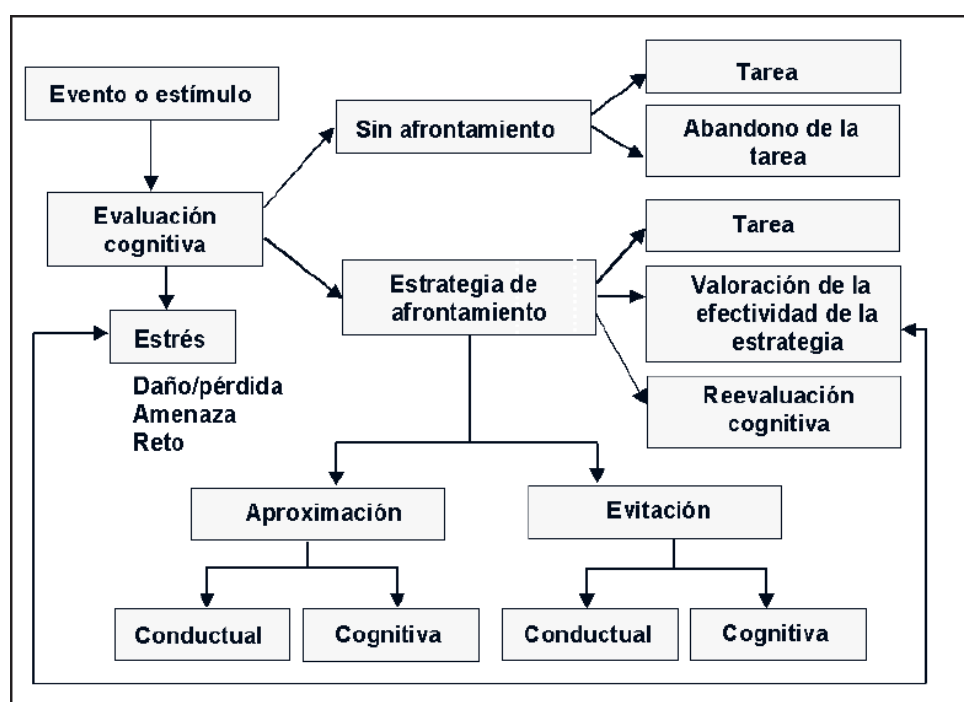 Evento o estímulo
Evaluación
cognitiva
Estrés
Daño/pérdida
Amenaza
Reto
Sin afrontamiento
Tarea
Abandono de la
tarea
Estrategia de
afrontamiento
Tarea
Valoración de la
efectividad de la
estrategia
Reevaluación
cognitiva
Aproximación
Evitación
Conductual
Cognitiva
Conductual
Cognitiva